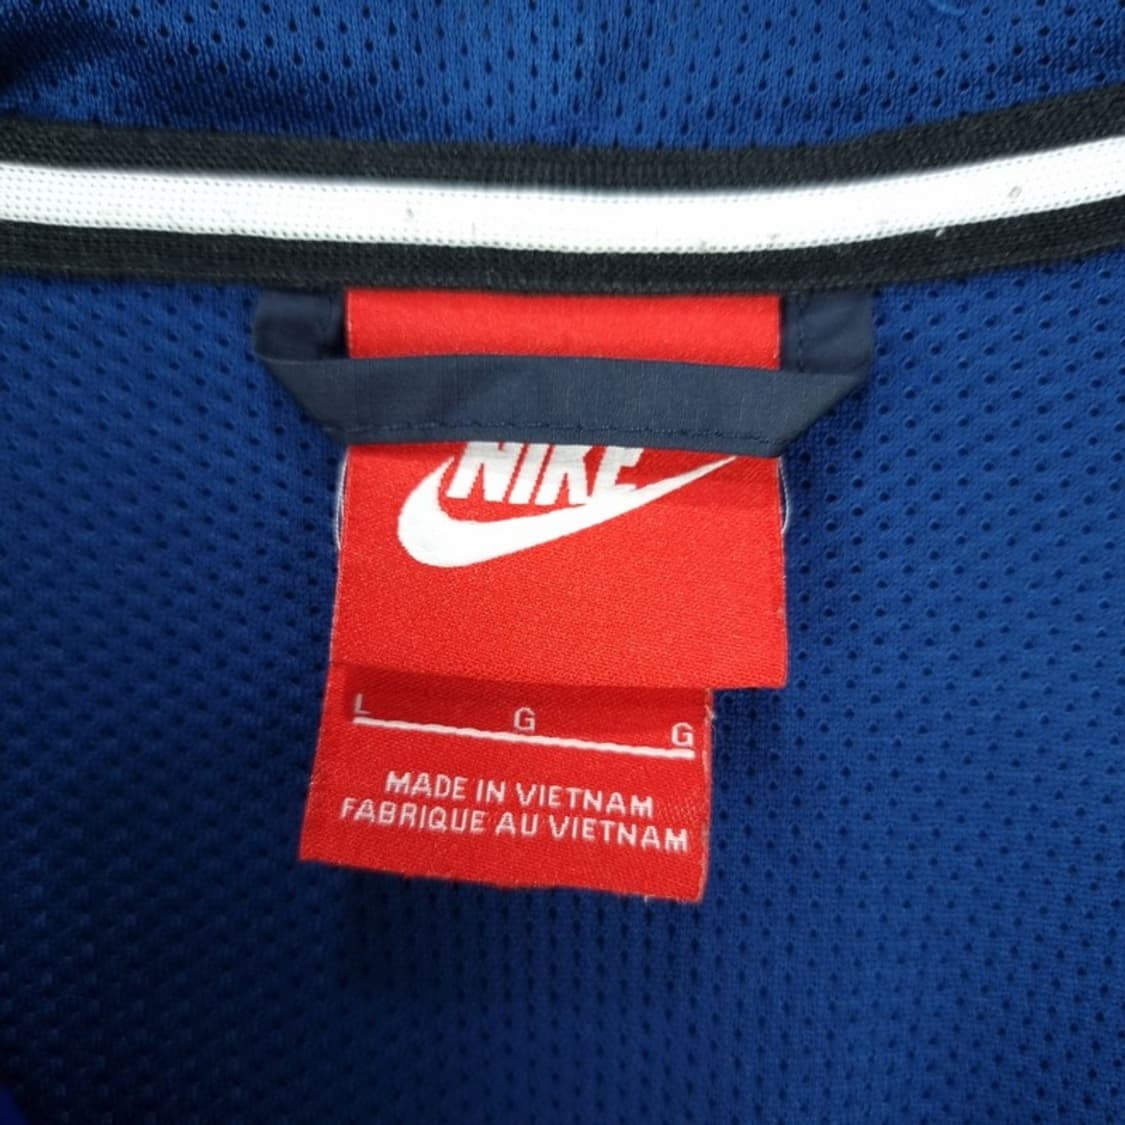 NIKE
L G G
MADE IN VIETNAM
FABRIQUE AU VIETNAM